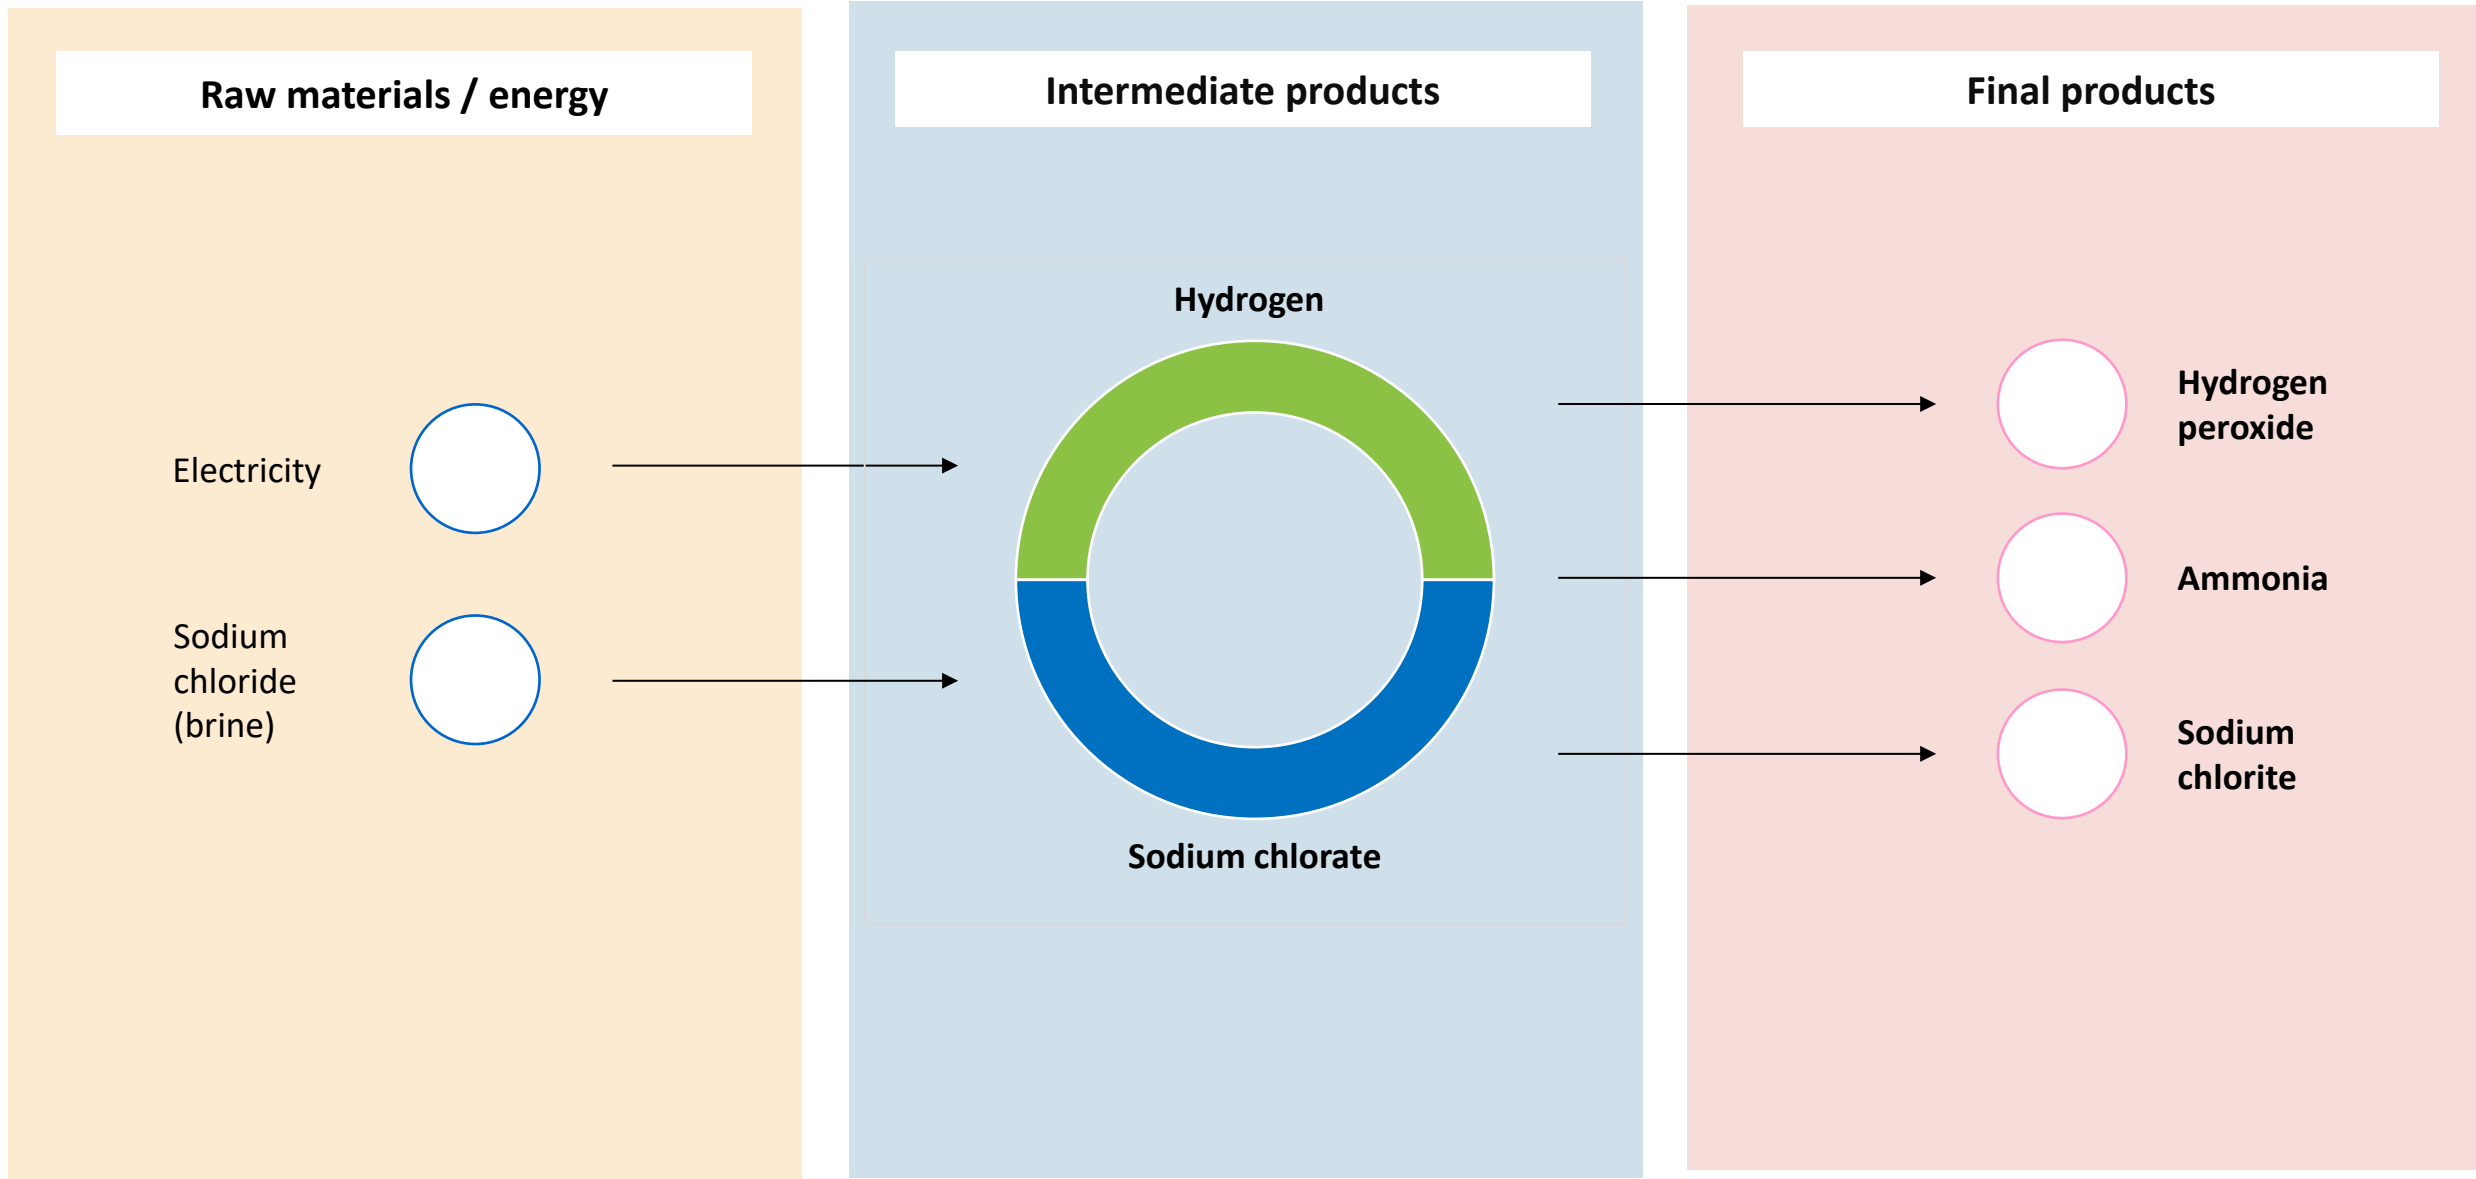 Raw materials / energy
Intermediate products
Final products
Electricity
Sodium
chloride
(brine)
Hydrogen
Sodium chlorate
Hydrogen
peroxide
Ammonia
Sodium
chlorite